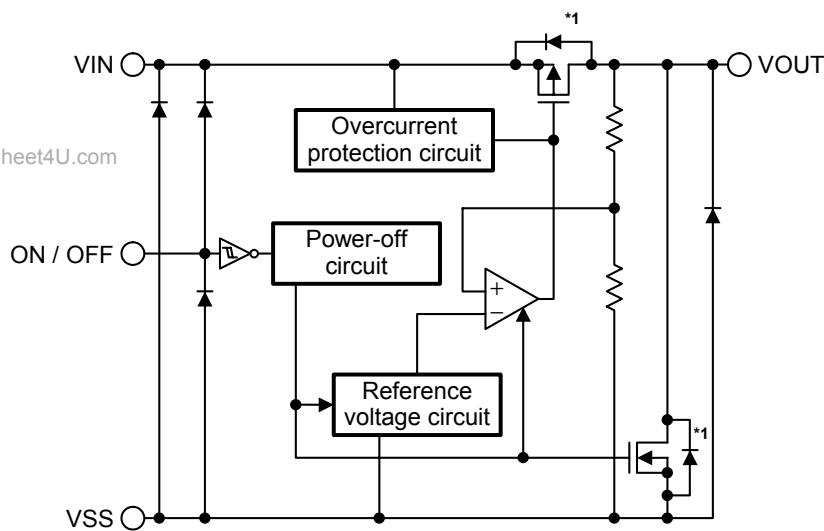 *1
VIN
VOUT
Overcurrent
protection circuit
heet4U.com
ON / OFF
Power-off
circuit
+
−
Reference
voltage circuit
*1
VSS